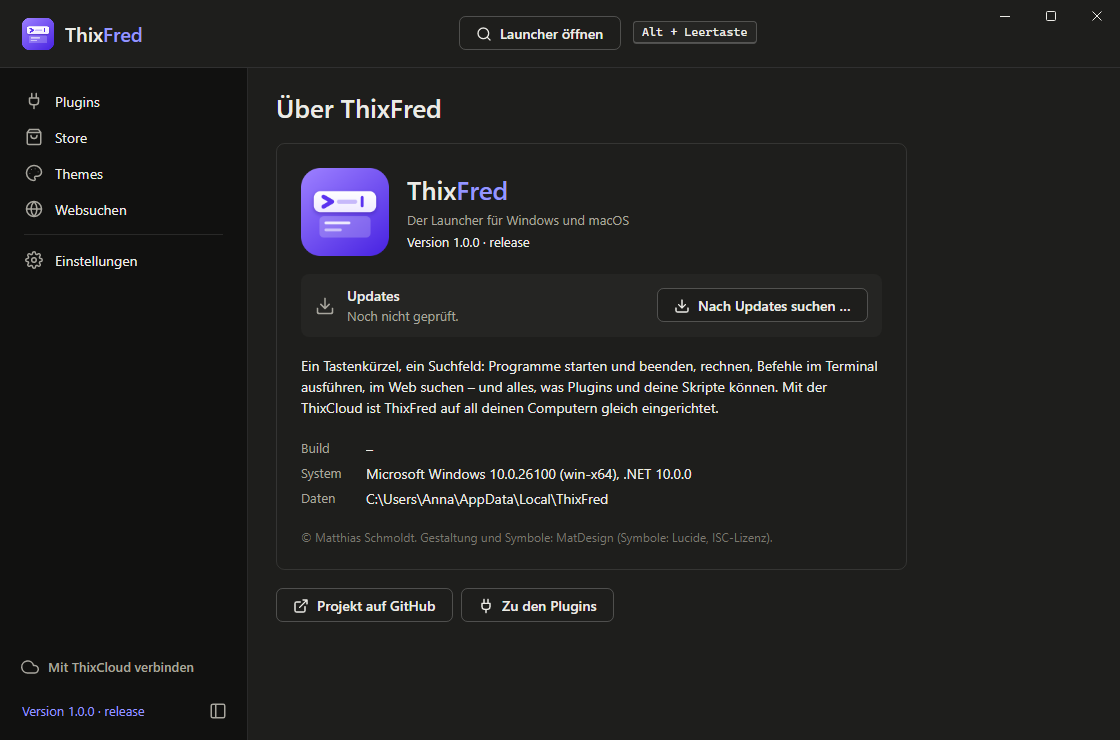 ThixFred
Launcher öffnen
Alt + Leertaste
Plugins
Store
Themes
Websuchen
Einstellungen
Mit ThixCloud verbinden
Version 1.0.0 · release
Über ThixFred
ThixFred
Der Launcher für Windows und macOS
Version 1.0.0 · release
Updates
Noch nicht geprüft.
Nach Updates suchen ...
Ein Tastenkürzel, ein Suchfeld: Programme starten und beenden, rechnen, Befehle im Terminal
ausführen, im Web suchen – und alles, was Plugins und deine Skripte können. Mit der
ThixCloud ist ThixFred auf all deinen Computern gleich eingerichtet.
Build –
System Microsoft Windows 10.0.26100 (win-x64), .NET 10.0.0
Daten C:\Users\Anna\AppData\Local\ThixFred
© Matthias Schmoldt. Gestaltung und Symbole: MatDesign (Symbole: Lucide, ISC-Lizenz).
Projekt auf GitHub
Zu den Plugins